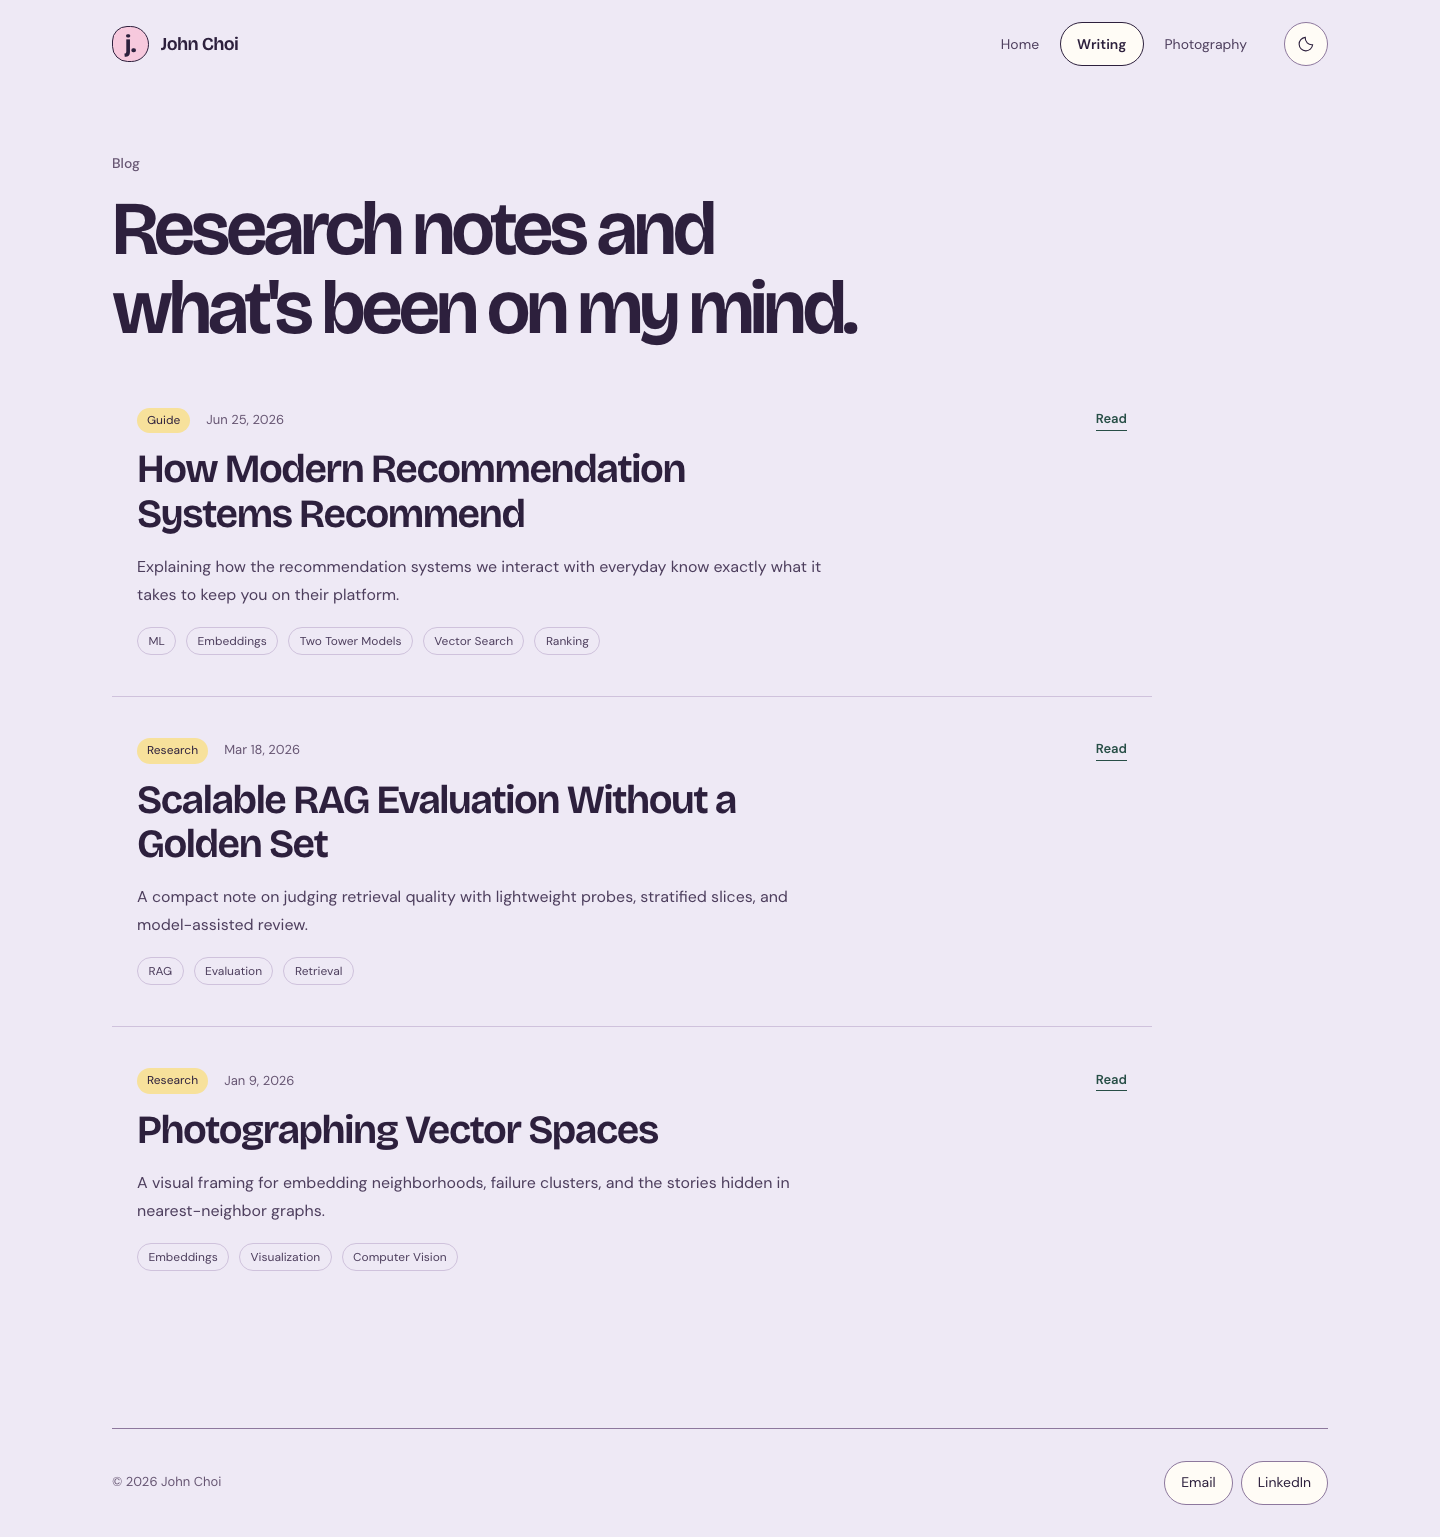 j. John Choi
Home Writing Photography
Blog
Research notes and
what's been on my mind.
Guide Jun 25, 2026 Read
How Modern Recommendation
Systems Recommend
Explaining how the recommendation systems we interact with everyday know exactly what it
takes to keep you on their platform.
ML Embeddings Two Tower Models Vector Search Ranking
Research Mar 18, 2026 Read
Scalable RAG Evaluation Without a
Golden Set
A compact note on judging retrieval quality with lightweight probes, stratified slices, and
model-assisted review.
RAG Evaluation Retrieval
Research Jan 9, 2026 Read
Photographing Vector Spaces
A visual framing for embedding neighborhoods, failure clusters, and the stories hidden in
nearest-neighbor graphs.
Embeddings Visualization Computer Vision
© 2026 John Choi Email LinkedIn